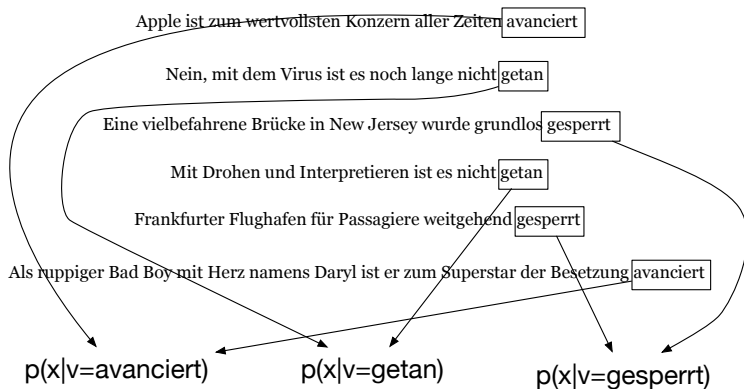 Apple ist zum wertvollsten Konzern aller Zeiten avanciert
Nein, mit dem Virus ist es noch lange nicht getan
Eine vielbefahrene Brücke in New Jersey wurde grundlos gesperrt
Mit Drohen und Interpretieren ist es nicht getan
Frankfurter Flughafen für Passagiere weitgehend gesperrt
Als ruppiger Bad Boy mit Herz namens Daryl ist er zum Superstar der Besetzung avanciert
p(x|v=avanciert) p(x|v=getan) p(x|v=gesperrt)